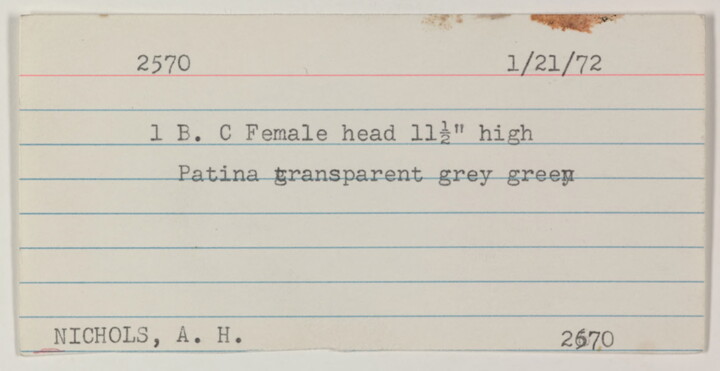 2570 1/21/72
1 B. C Female head 11½" high
Patina transparent grey green
NICHOLS, A. H. 2570